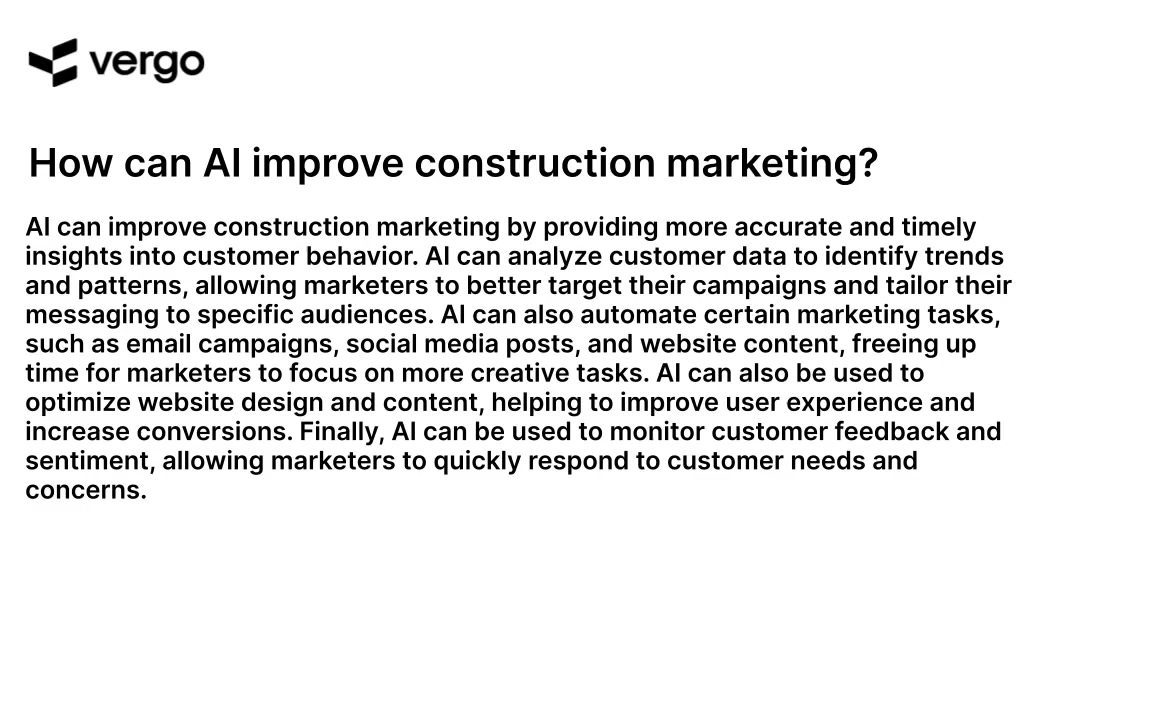 vergo
How can AI improve construction marketing?
AI can improve construction marketing by providing more accurate and timely
insights into customer behavior. AI can analyze customer data to identify trends
and patterns, allowing marketers to better target their campaigns and tailor their
messaging to specific audiences. AI can also automate certain marketing tasks,
such as email campaigns, social media posts, and website content, freeing up
time for marketers to focus on more creative tasks. AI can also be used to
optimize website design and content, helping to improve user experience and
increase conversions. Finally, AI can be used to monitor customer feedback and
sentiment, allowing marketers to quickly respond to customer needs and
concerns.